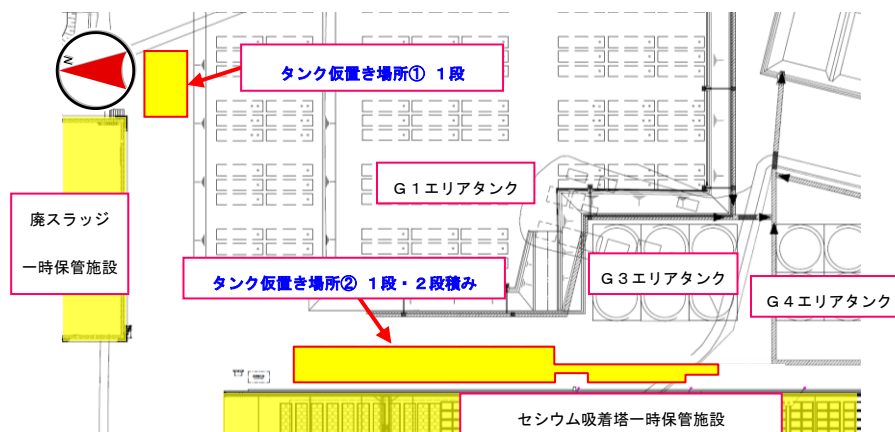 N
タンク仮置き場所① 1段
G1エリアタンク
廃スラッジ
一時保管施設
タンク仮置き場所② 1段・2段積み
G3エリアタンク
G4エリアタンク
セシウム吸着塔一時保管施設